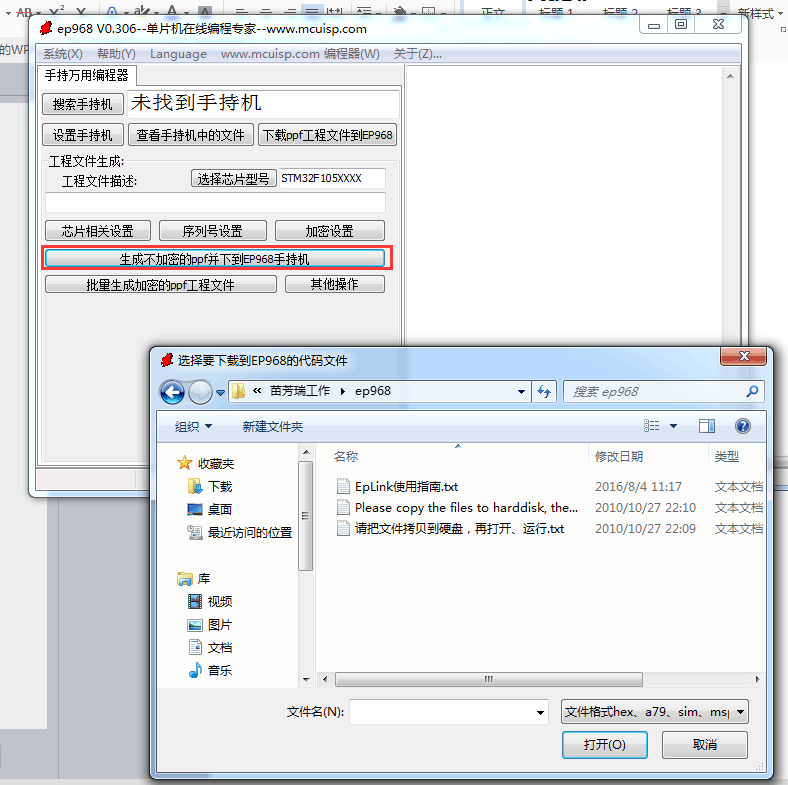 正文
标题 1
标题 2
标题 3
新样式
的WP
ep968 V0.306--单片机在线编程专家--www.mcuisp.com
系统(X) 帮助(Y) Language www.mcuisp.com 编程器(W) 关于(Z)...
手持万用编程器
搜索手持机 未找到手持机
设置手持机 查看手持机中的文件 下载ppf工程文件到EP968
工程文件生成:
工程文件描述: 选择芯片型号 STM32F105XXXX
芯片相关设置 序列号设置 加密设置
生成不加密的ppf并下到EP968手持机
批量生成加密的ppf工程文件 其他操作
选择要下载到EP968的代码文件
« 苗芳瑞工作 ep968 搜索 ep968
组织 新建文件夹
收藏夹
下载
桌面
最近访问的位置
库
视频
图片
文档
音乐
名称 修改日期 类型
EpLink使用指南.txt 2016/8/4 11:17 文本文档
Please copy the files to harddisk, the... 2010/10/27 22:10 文本文档
请把文件拷贝到硬盘，再打开、运行.txt 2010/10/27 22:09 文本文档
文件名(N): 文件格式hex、a79、sim、ms
打开(O) 取消